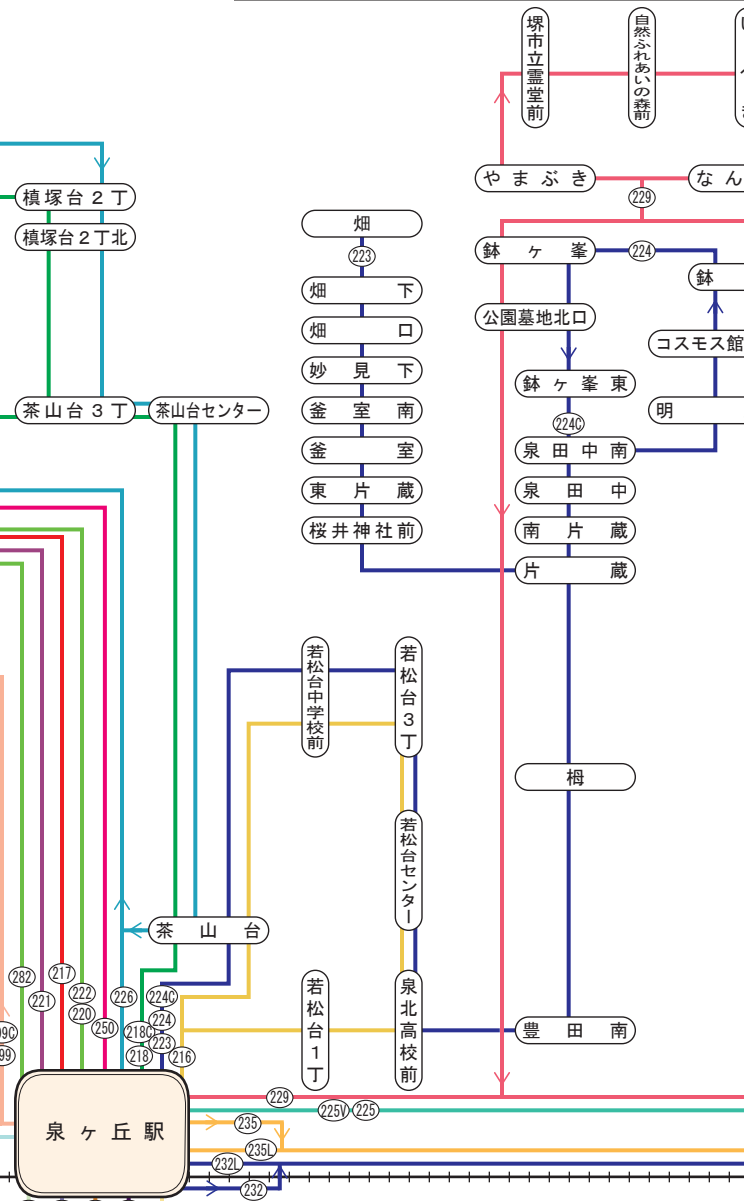 堺市立霊堂前
自然ふれあいの森前
やまぶき
なん
229
槙塚台2丁
槙塚台2丁北
畑
223
畑下
畑口
妙見下
釜室南
釜室
東片蔵
桜井神社前
鉢ヶ峯
224
鉢
公園墓地北口
コスモス館
鉢ヶ峯東
明
224C
泉田中南
泉田中
南片蔵
片蔵
茶山台3丁
茶山台センター
若松台中学校前
若松台3丁
栂
若松台センター
茶山台
若松台1丁
泉北高校前
豊田南
282
221
217
222
220
250
226
218C
218
224C
224
223
216
09C
99
泉ヶ丘駅
229
225V
225
235
235L
232L
232